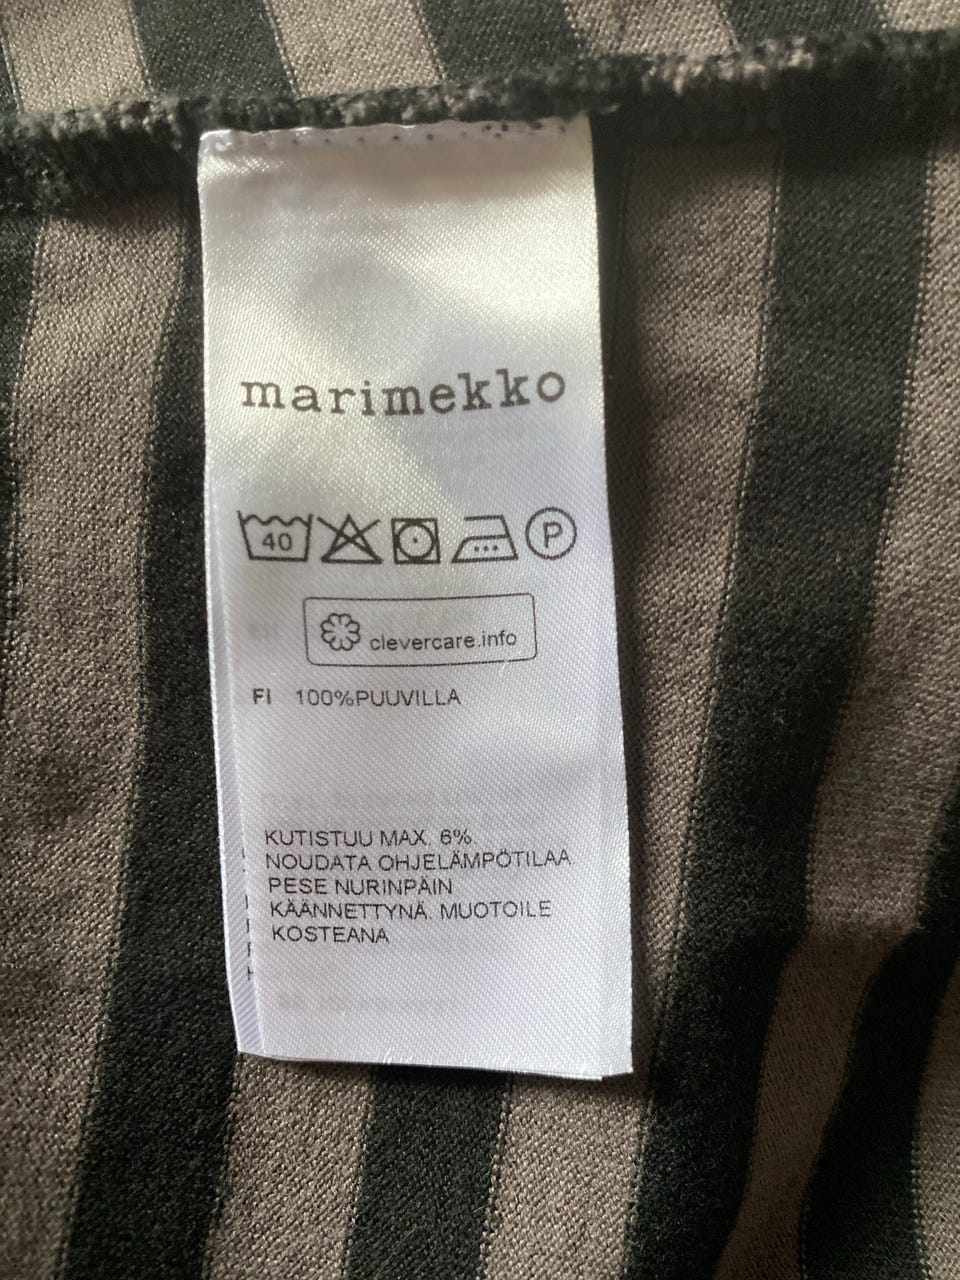 marimekko
40
P
clevercare.info
FI 100%PUUVILLA
KUTISTUU MAX. 6%.
NOUDATA OHJELÄMPÖTILAA.
PESE NURINPÄIN
KÄÄNNETTYNÄ. MUOTOILE
KOSTEANA